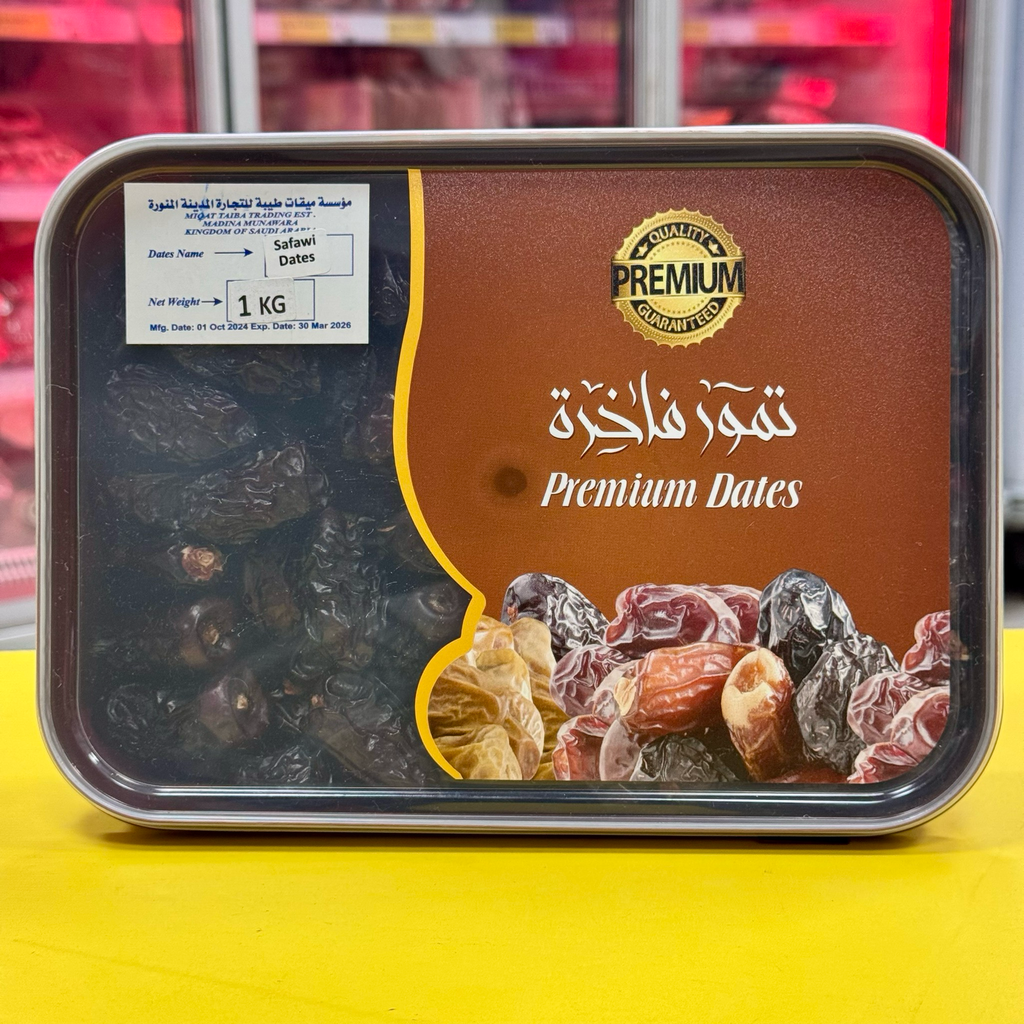 مؤسسة ميقات طيبة للتجارة المدينة المنورة
MIQAT TAIBA TRADING EST.
MADINA MUNAWARA
KINGDOM OF SAUDI ARABIA
Dates Name
Safawi
Dates
Net Weight
1 KG
Mfg. Date: 01 Oct 2024 Exp. Date: 30 Mar 2026
QUALITY
PREMIUM
GUARANTEED
تمور فاخرة
Premium Dates